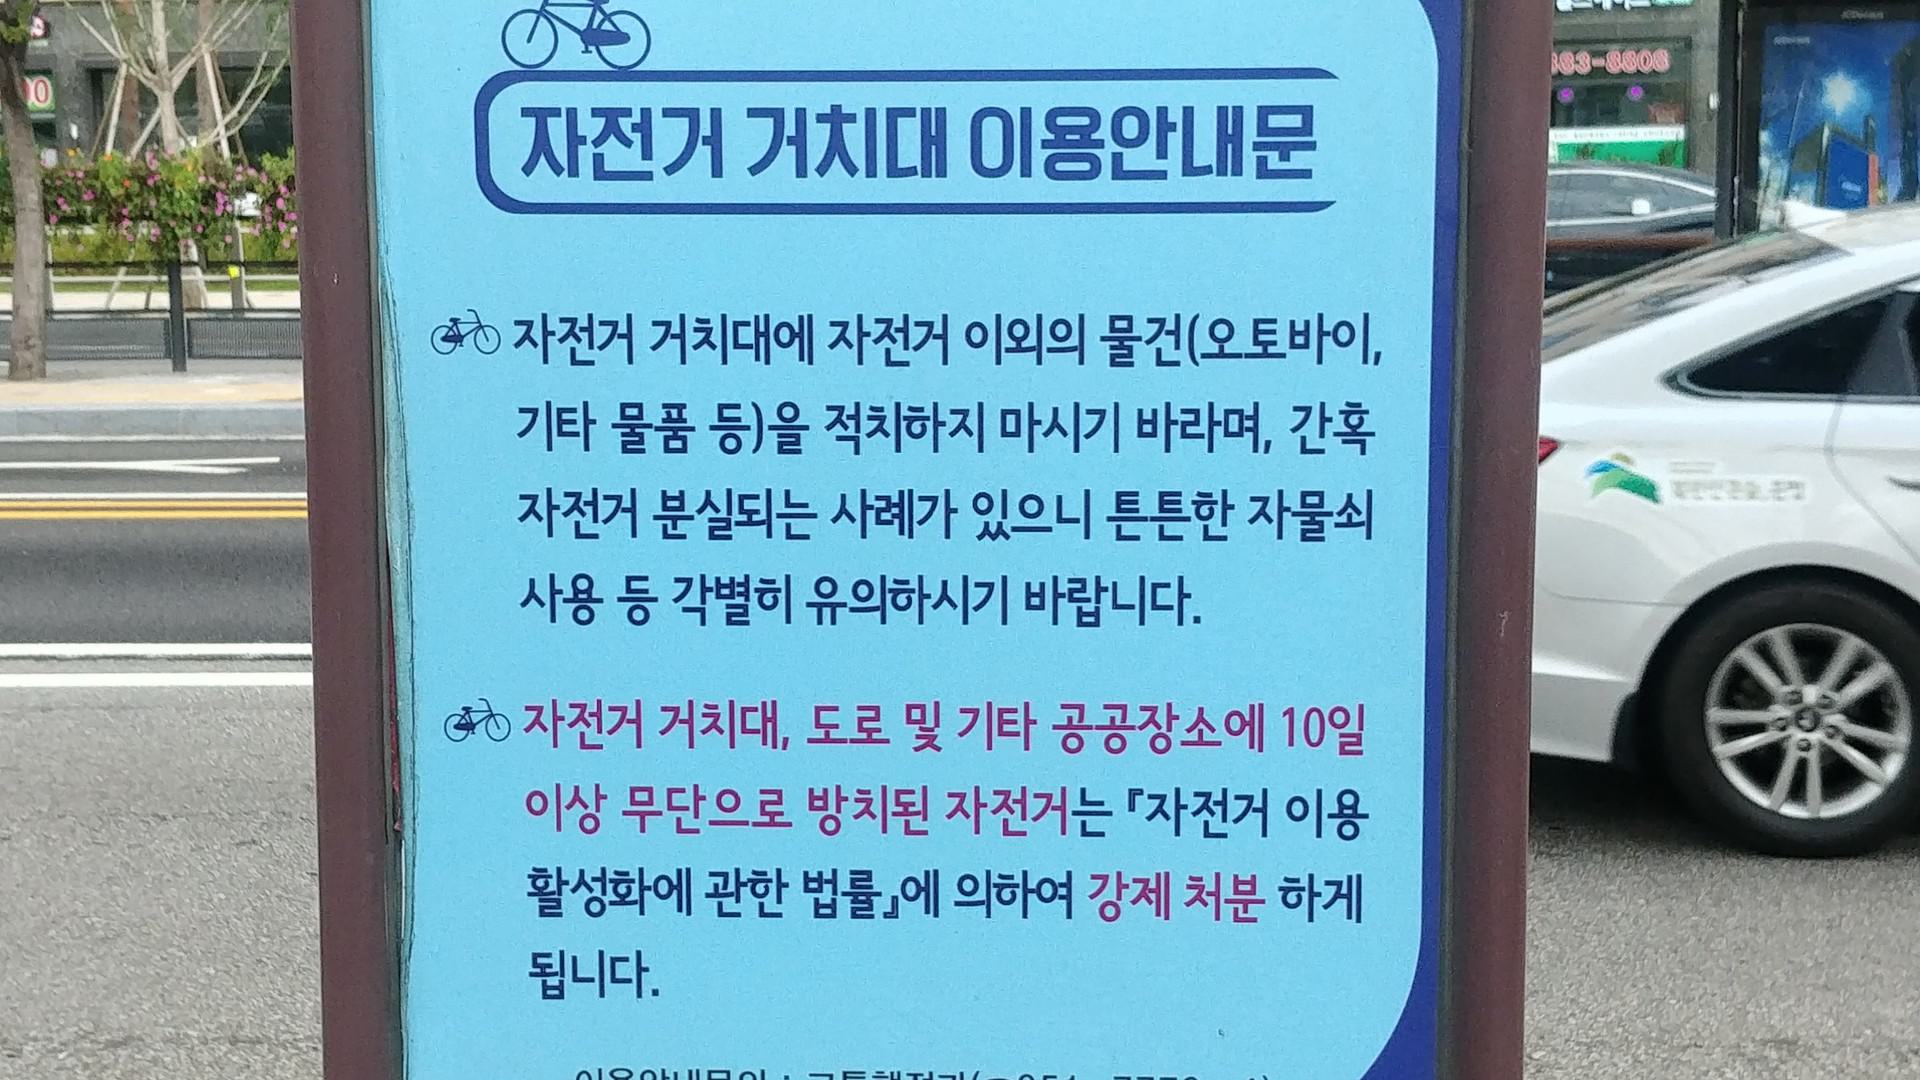 자전거 거치대 이용안내문
자전거 거치대에 자전거 이외의 물건(오토바이,
기타 물품 등)을 적치하지 마시기 바라며, 간혹
자전거 분실되는 사례가 있으니 튼튼한 자물쇠
사용 등 각별히 유의하시기 바랍니다.
자전거 거치대, 도로 및 기타 공공장소에 10일
이상 무단으로 방치된 자전거는 『자전거 이용
활성화에 관한 법률』에 의하여 강제 처분 하게
됩니다.
883-8808